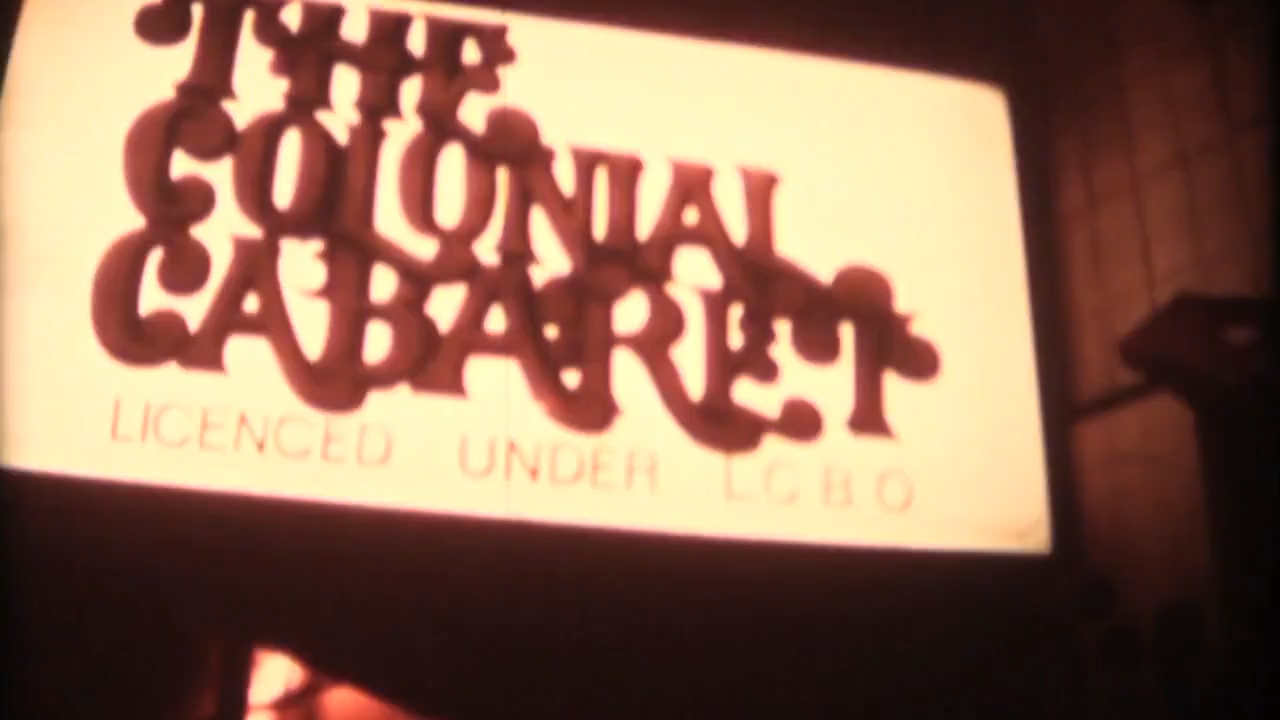 THE
COLONIAL
CABARET
LICENCED UNDER L.C.B.O